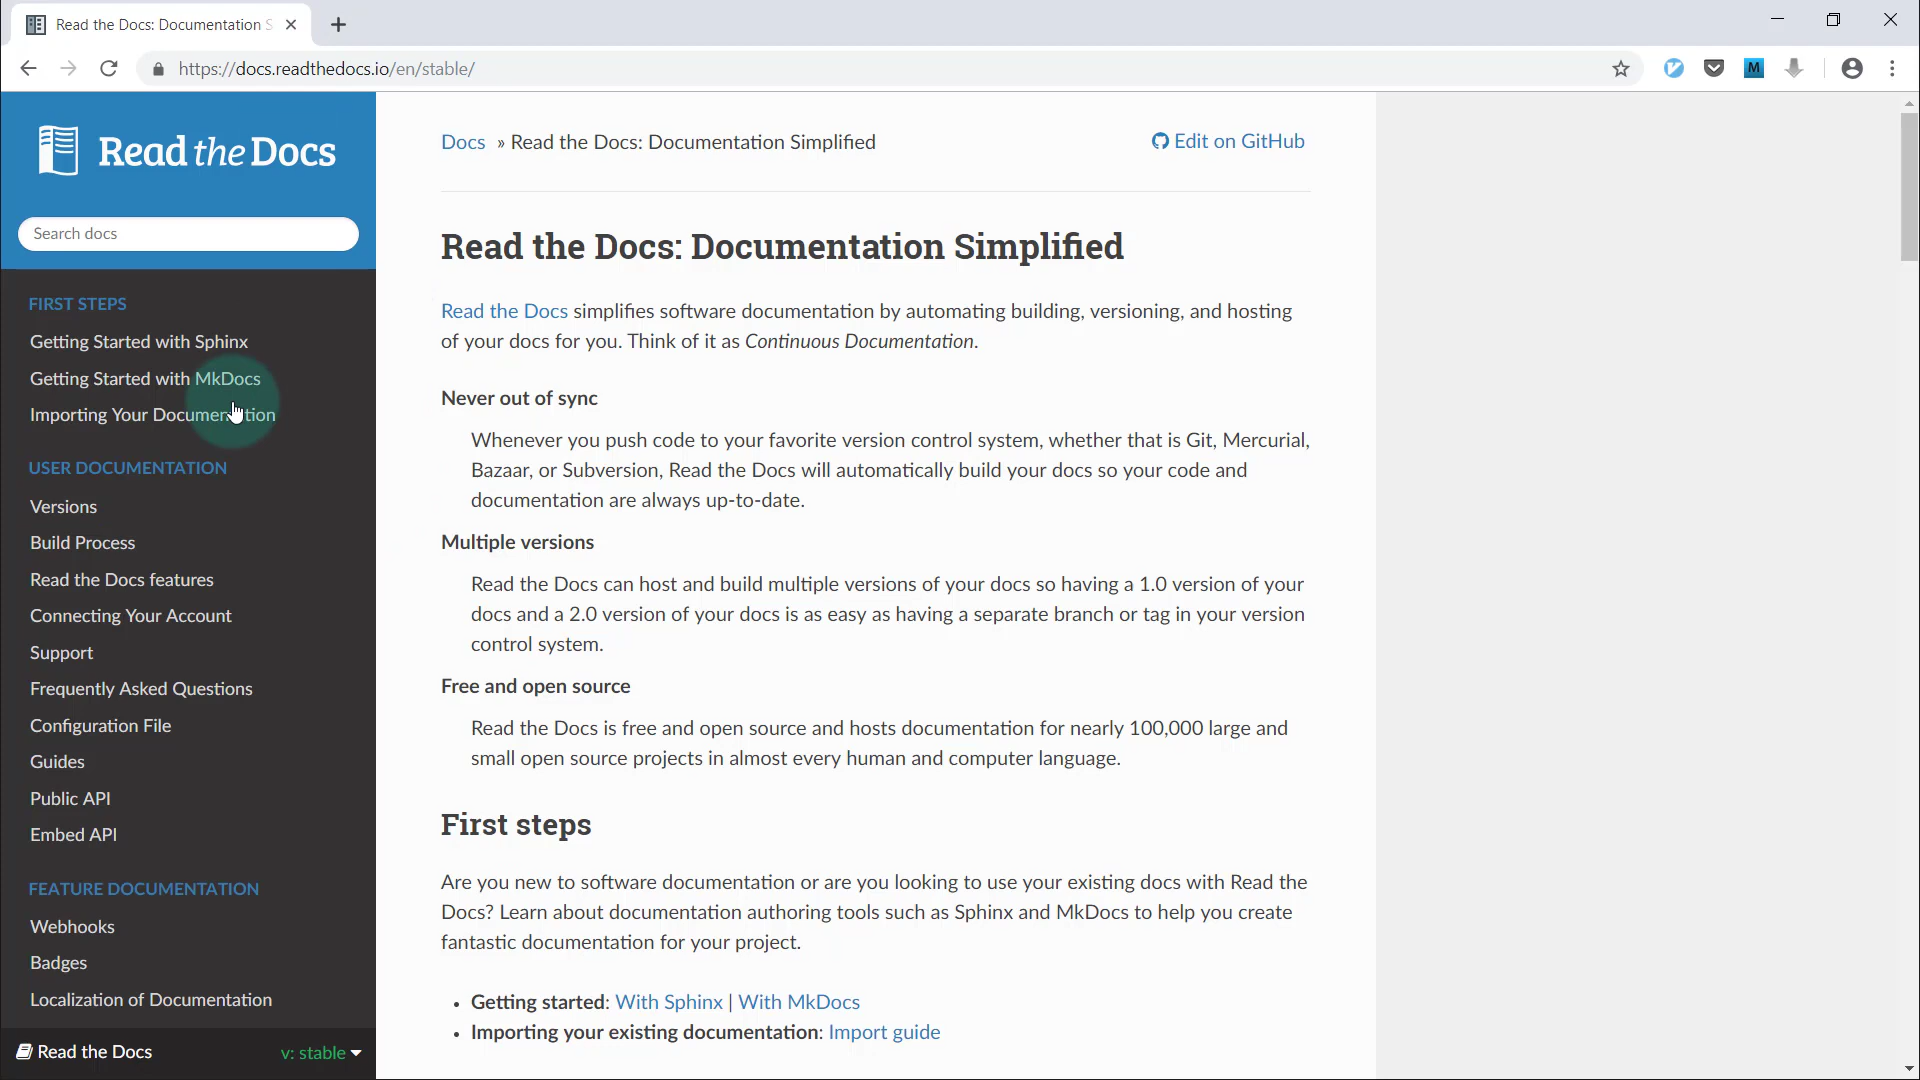 Read the Docs: Documentation S
https://docs.readthedocs.io/en/stable/
M
Read the Docs
Search docs
FIRST STEPS
Getting Started with Sphinx
Getting Started with MkDocs
Importing Your Documentation
USER DOCUMENTATION
Versions
Build Process
Read the Docs features
Connecting Your Account
Support
Frequently Asked Questions
Configuration File
Guides
Public API
Embed API
FEATURE DOCUMENTATION
Webhooks
Badges
Localization of Documentation
Read the Docs v: stable
Docs » Read the Docs: Documentation Simplified
Edit on GitHub
Read the Docs: Documentation Simplified
Read the Docs simplifies software documentation by automating building, versioning, and hosting
of your docs for you. Think of it as Continuous Documentation.
Never out of sync
Whenever you push code to your favorite version control system, whether that is Git, Mercurial,
Bazaar, or Subversion, Read the Docs will automatically build your docs so your code and
documentation are always up-to-date.
Multiple versions
Read the Docs can host and build multiple versions of your docs so having a 1.0 version of your
docs and a 2.0 version of your docs is as easy as having a separate branch or tag in your version
control system.
Free and open source
Read the Docs is free and open source and hosts documentation for nearly 100,000 large and
small open source projects in almost every human and computer language.
First steps
Are you new to software documentation or are you looking to use your existing docs with Read the
Docs? Learn about documentation authoring tools such as Sphinx and MkDocs to help you create
fantastic documentation for your project.
• Getting started: With Sphinx | With MkDocs
• Importing your existing documentation: Import guide